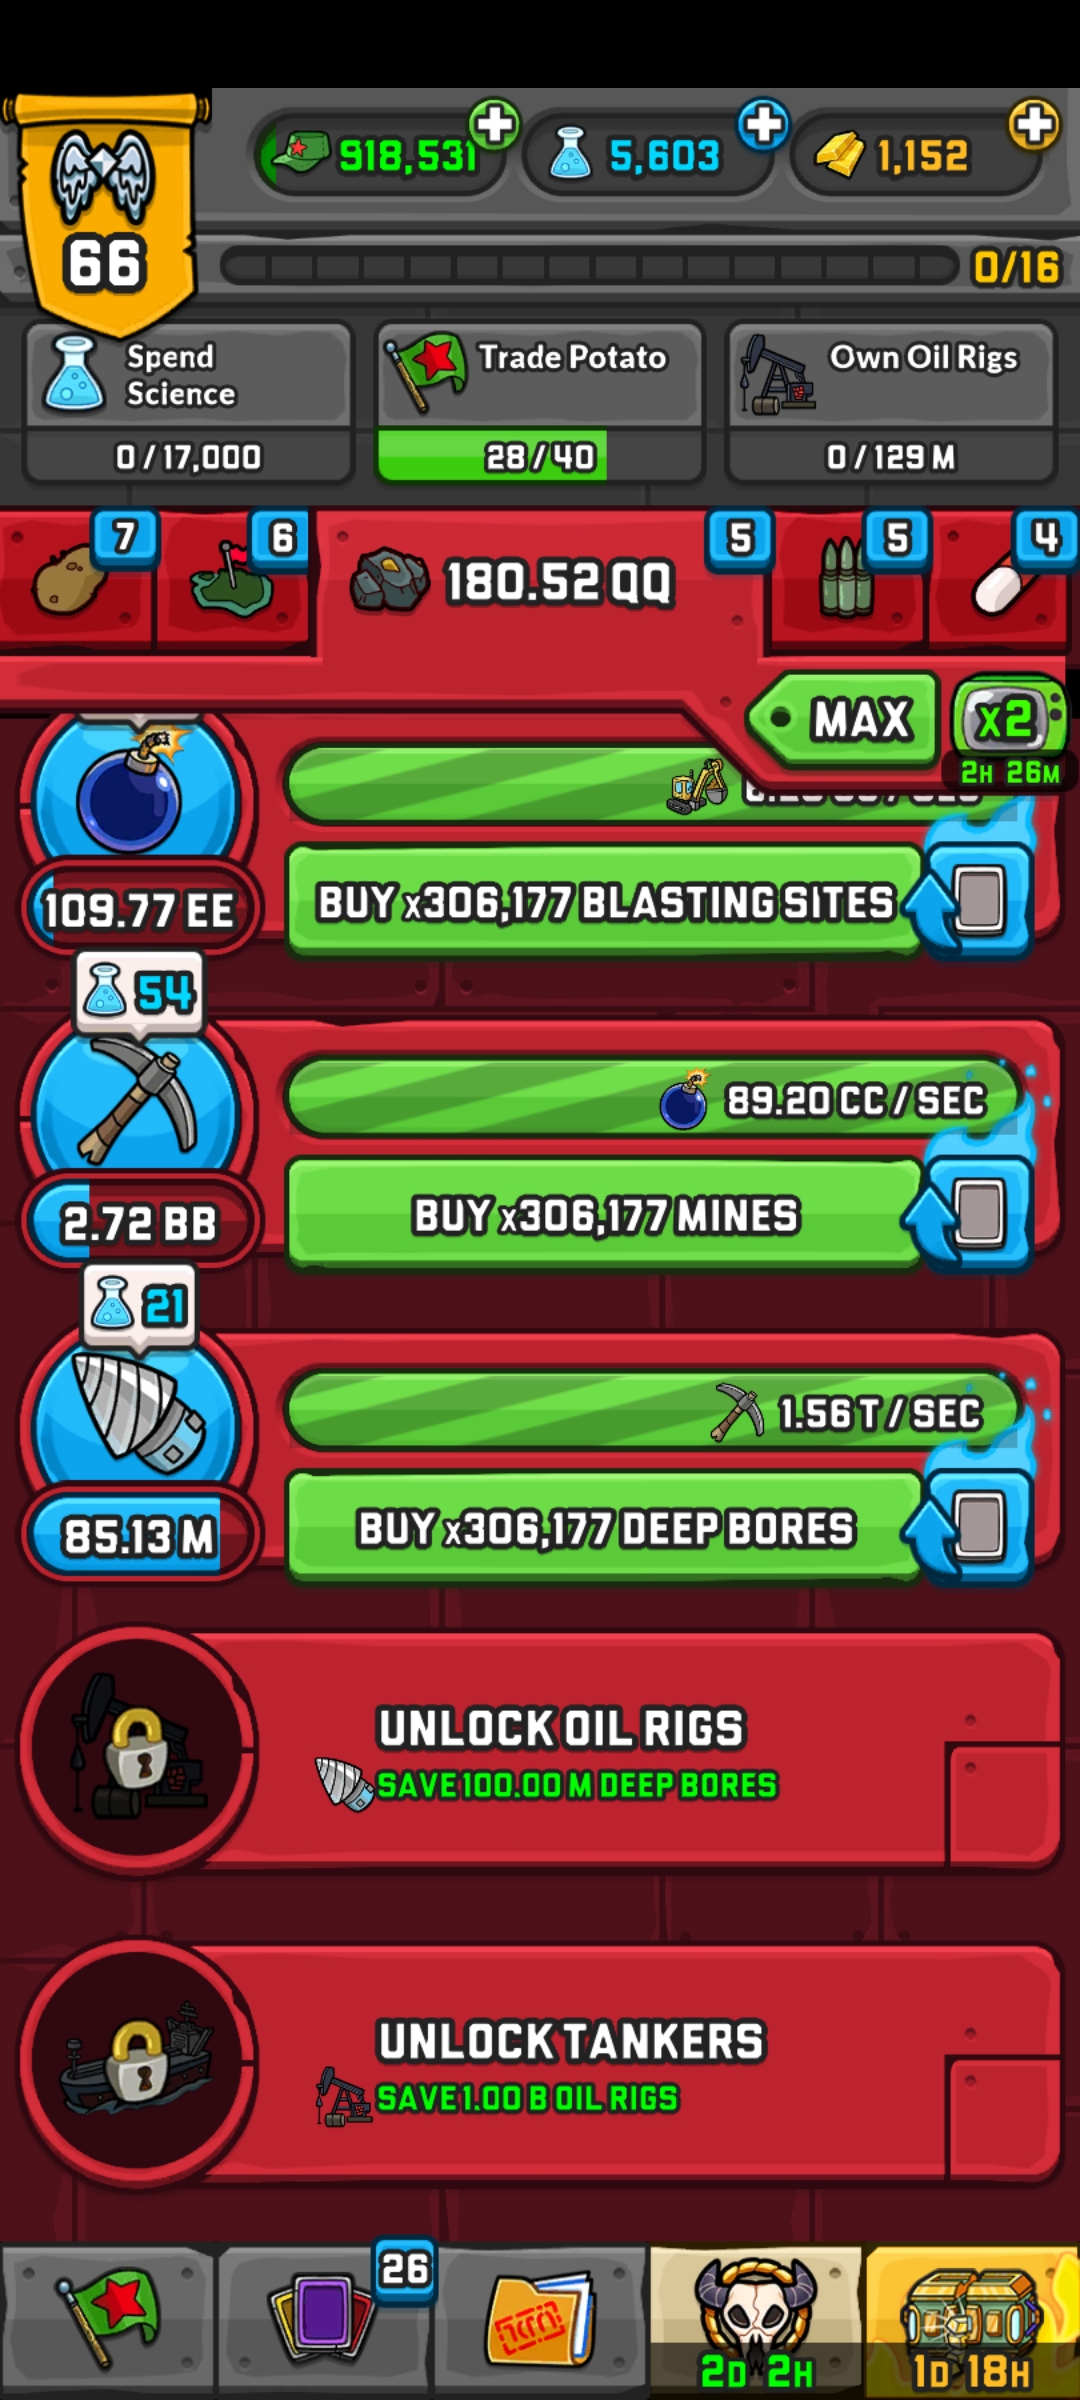 918,531
5,603
1,152
66
0/16
Spend
Science
0 / 17,000
Trade Potato
28 / 40
Own Oil Rigs
0 / 129 M
7
6
180.52 QQ
5
5
4
MAX
X2
2H 26M
BUY x306,177 BLASTING SITES
109.77 EE
54
89.20 CC / SEC
BUY x306,177 MINES
2.72 BB
21
1.56 T / SEC
BUY x306,177 DEEP BORES
85.13 M
UNLOCK OIL RIGS
SAVE 100.00 M DEEP BORES
UNLOCK TANKERS
SAVE 1.00 B OIL RIGS
26
2D 2H
1D 18H